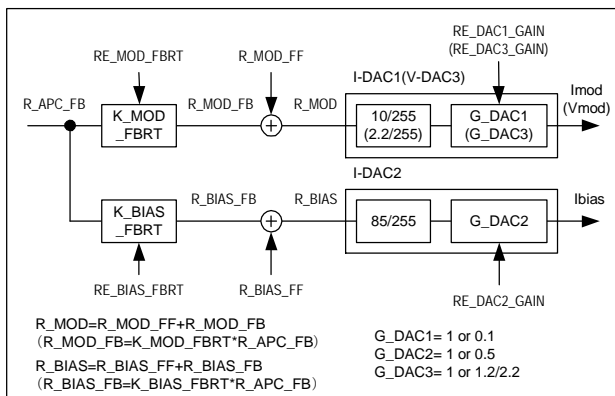 RE_DAC1_GAIN
(RE_DAC3_GAIN)
RE_MOD_FBRT
R_MOD_FF
I-DAC1(V-DAC3)
Imod
(Vmod)
R_APC_FB
K_MOD
_FBRT
R_MOD_FB
R_MOD
10/255
(2.2/255)
G_DAC1
(G_DAC3)
I-DAC2
K_BIAS
_FBRT
R_BIAS_FB
R_BIAS
85/255
G_DAC2
Ibias
RE_BIAS_FBRT
R_BIAS_FF
RE_DAC2_GAIN
R_MOD=R_MOD_FF+R_MOD_FB
(R_MOD_FB=K_MOD_FBRT*R_APC_FB)
R_BIAS=R_BIAS_FF+R_BIAS_FB
(R_BIAS_FB=K_BIAS_FBRT*R_APC_FB)
G_DAC1= 1 or 0.1
G_DAC2= 1 or 0.5
G_DAC3= 1 or 1.2/2.2